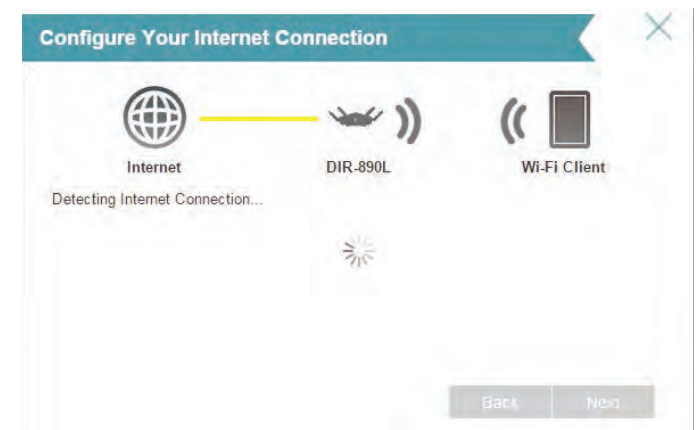 Configure Your Internet Connection
Internet
DIR-890L
Wi-Fi Client
Detecting Internet Connection...
Back
Next